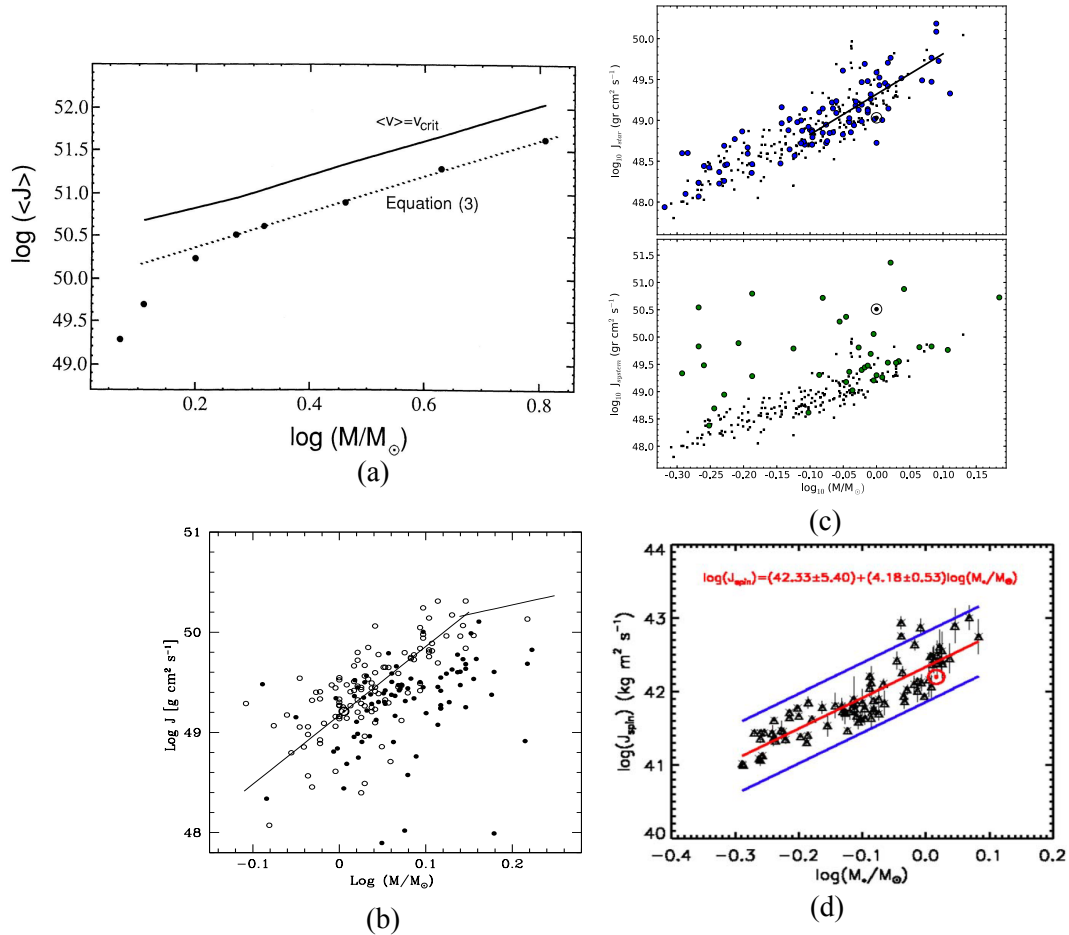 52.0
51.5
51.0
50.5
50.0
49.5
49.0
log (<J>)
<v>=v_crit
Equation (3)
0.2
0.4
0.6
0.8
log (M/M☉)
(a)
50.0
49.5
49.0
48.5
48.0
log₁₀ J_star (gr cm² s⁻¹)
51.5
51.0
50.5
50.0
49.5
49.0
48.5
48.0
log₁₀ J_system (gr cm² s⁻¹)
-0.30 -0.25 -0.20 -0.15 -0.10 -0.05 0.00 0.05 0.10 0.15
log₁₀ (M/M☉)
(c)
51
50
49
48
Log J [g cm² s⁻¹]
-0.1
0
0.1
0.2
Log (M/M☉)
(b)
44
43
42
41
40
log(J_spin) (kg m² s⁻¹)
log(J_spin)=(42.33±5.40)+(4.18±0.53)log(M⁎/M☉)
-0.4 -0.3 -0.2 -0.1 0.0 0.1 0.2
log(M⁎/M☉)
(d)